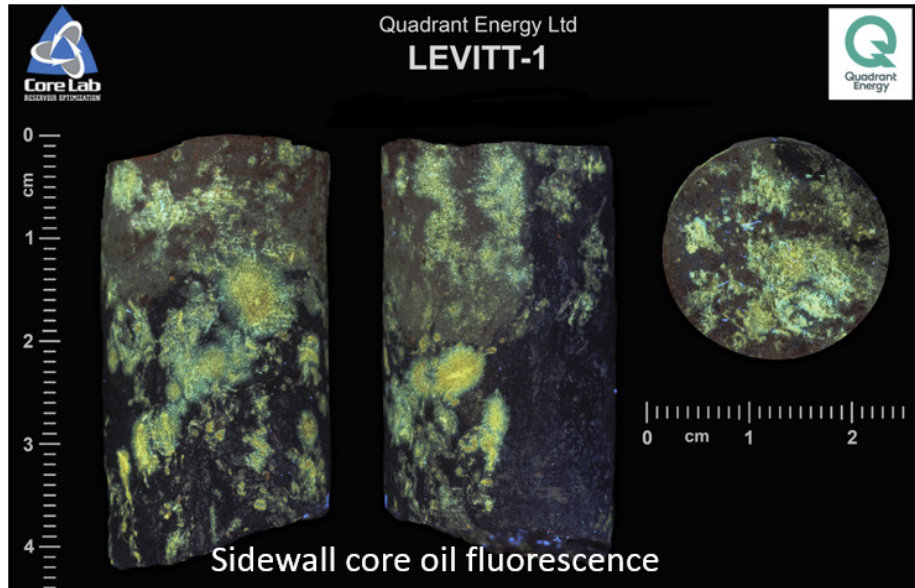 Core Lab
RESERVOIR OPTIMIZATION
Quadrant Energy Ltd
LEVITT-1
Quadrant
Energy
0
cm
1
2
3
4
0 cm 1 2
Sidewall core oil fluorescence